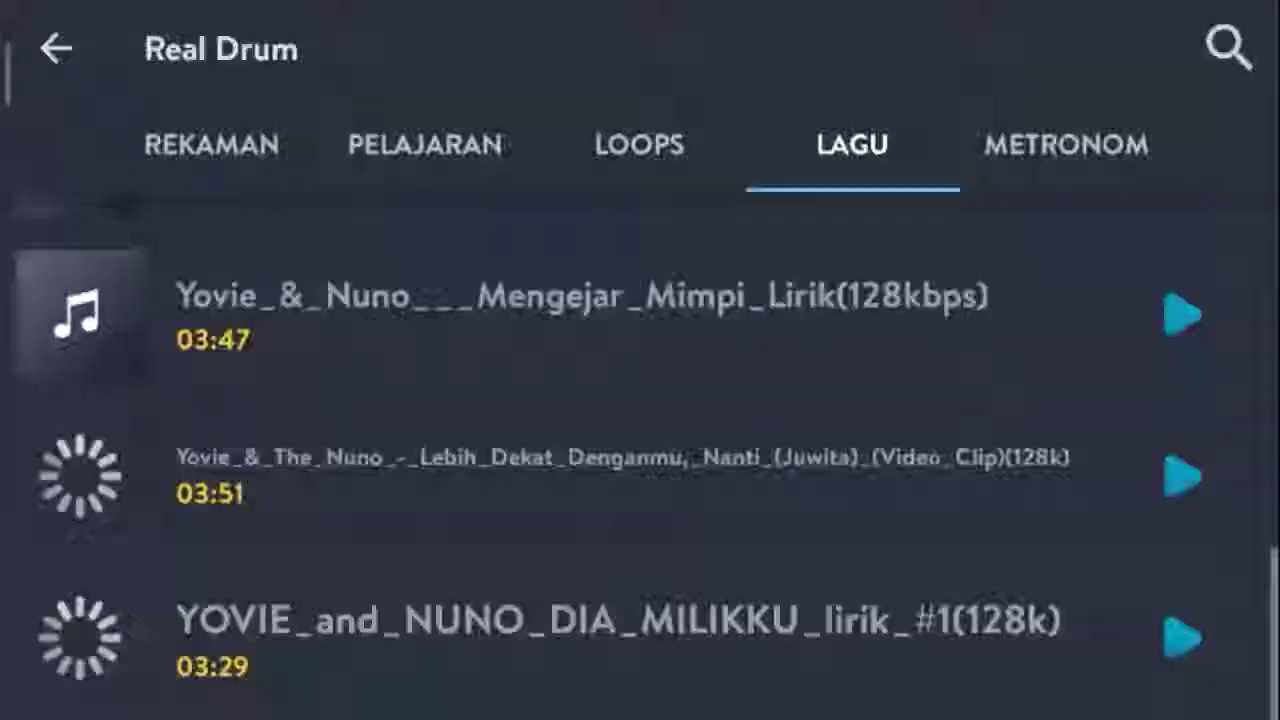 Real Drum
REKAMAN PELAJARAN LOOPS LAGU METRONOM
Yovie_&_Nuno___Mengejar_Mimpi_Lirik(128kbps)
03:47
Yovie_&_The_Nuno_-_Lebih_Dekat_Denganmu,_Nanti_(Juwita)_(Video_Clip)(128k)
03:51
YOVIE_and_NUNO_DIA_MILIKKU_lirik_#1(128k)
03:29